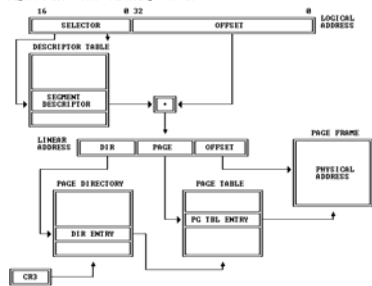 16 0 32 0
SELECTOR OFFSET LOGICAL
ADDRESS
DESCRIPTOR TABLE
SEGMENT
DESCRIPTOR
+
LINEAR
ADDRESS DIR PAGE OFFSET
PAGE FRAME
PHYSICAL
ADDRESS
PAGE DIRECTORY PAGE TABLE
PG TBL ENTRY
DIR ENTRY
CR3